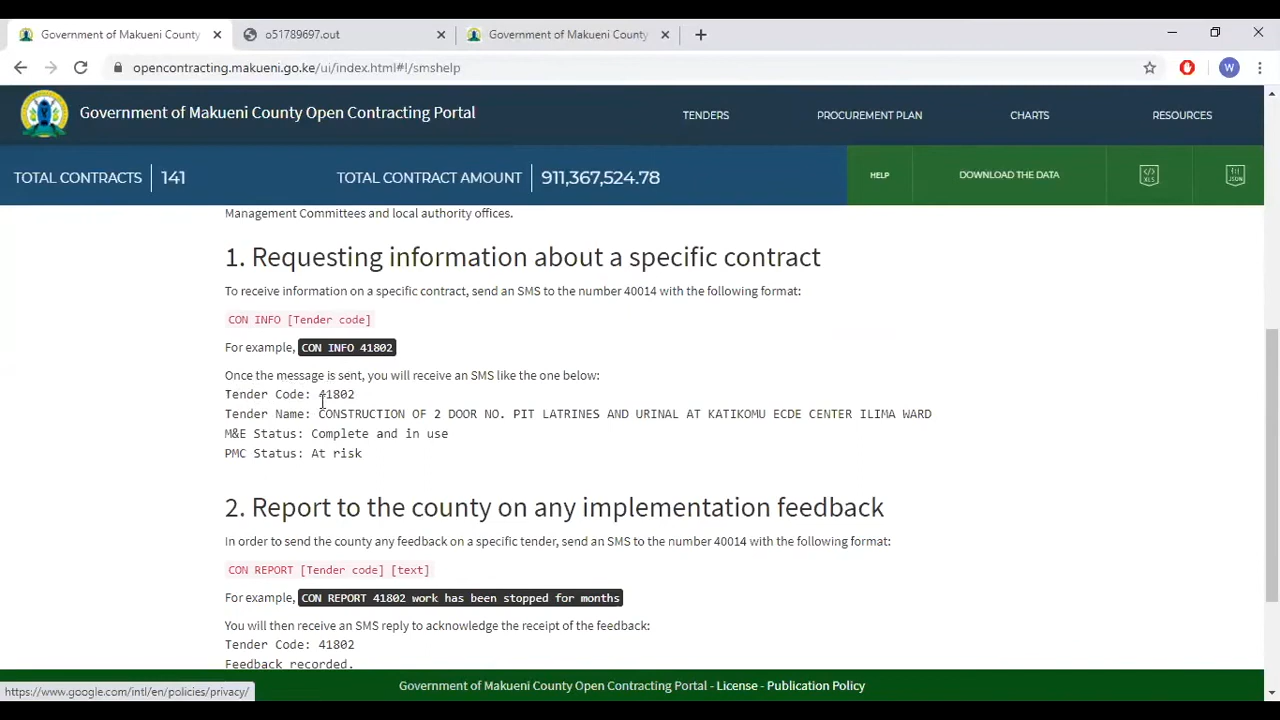 Government of Makueni County
o51789697.out
Government of Makueni County
opencontracting.makueni.go.ke/ui/index.html#!/smshelp
W
Government of Makueni County Open Contracting Portal
TENDERS
PROCUREMENT PLAN
CHARTS
RESOURCES
TOTAL CONTRACTS 141
TOTAL CONTRACT AMOUNT 911,367,524.78
HELP
DOWNLOAD THE DATA
XLS
JSON
Management Committees and local authority offices.
1. Requesting information about a specific contract
To receive information on a specific contract, send an SMS to the number 40014 with the following format:
CON INFO [Tender code]
For example, CON INFO 41802
Once the message is sent, you will receive an SMS like the one below:
Tender Code: 41802
Tender Name: CONSTRUCTION OF 2 DOOR NO. PIT LATRINES AND URINAL AT KATIKOMU ECDE CENTER ILIMA WARD
M&E Status: Complete and in use
PMC Status: At risk
2. Report to the county on any implementation feedback
In order to send the county any feedback on a specific tender, send an SMS to the number 40014 with the following format:
CON REPORT [Tender code] [text]
For example, CON REPORT 41802 work has been stopped for months
You will then receive an SMS reply to acknowledge the receipt of the feedback:
Tender Code: 41802
Feedback recorded.
Government of Makueni County Open Contracting Portal - License - Publication Policy
https://www.google.com/intl/en/policies/privacy/